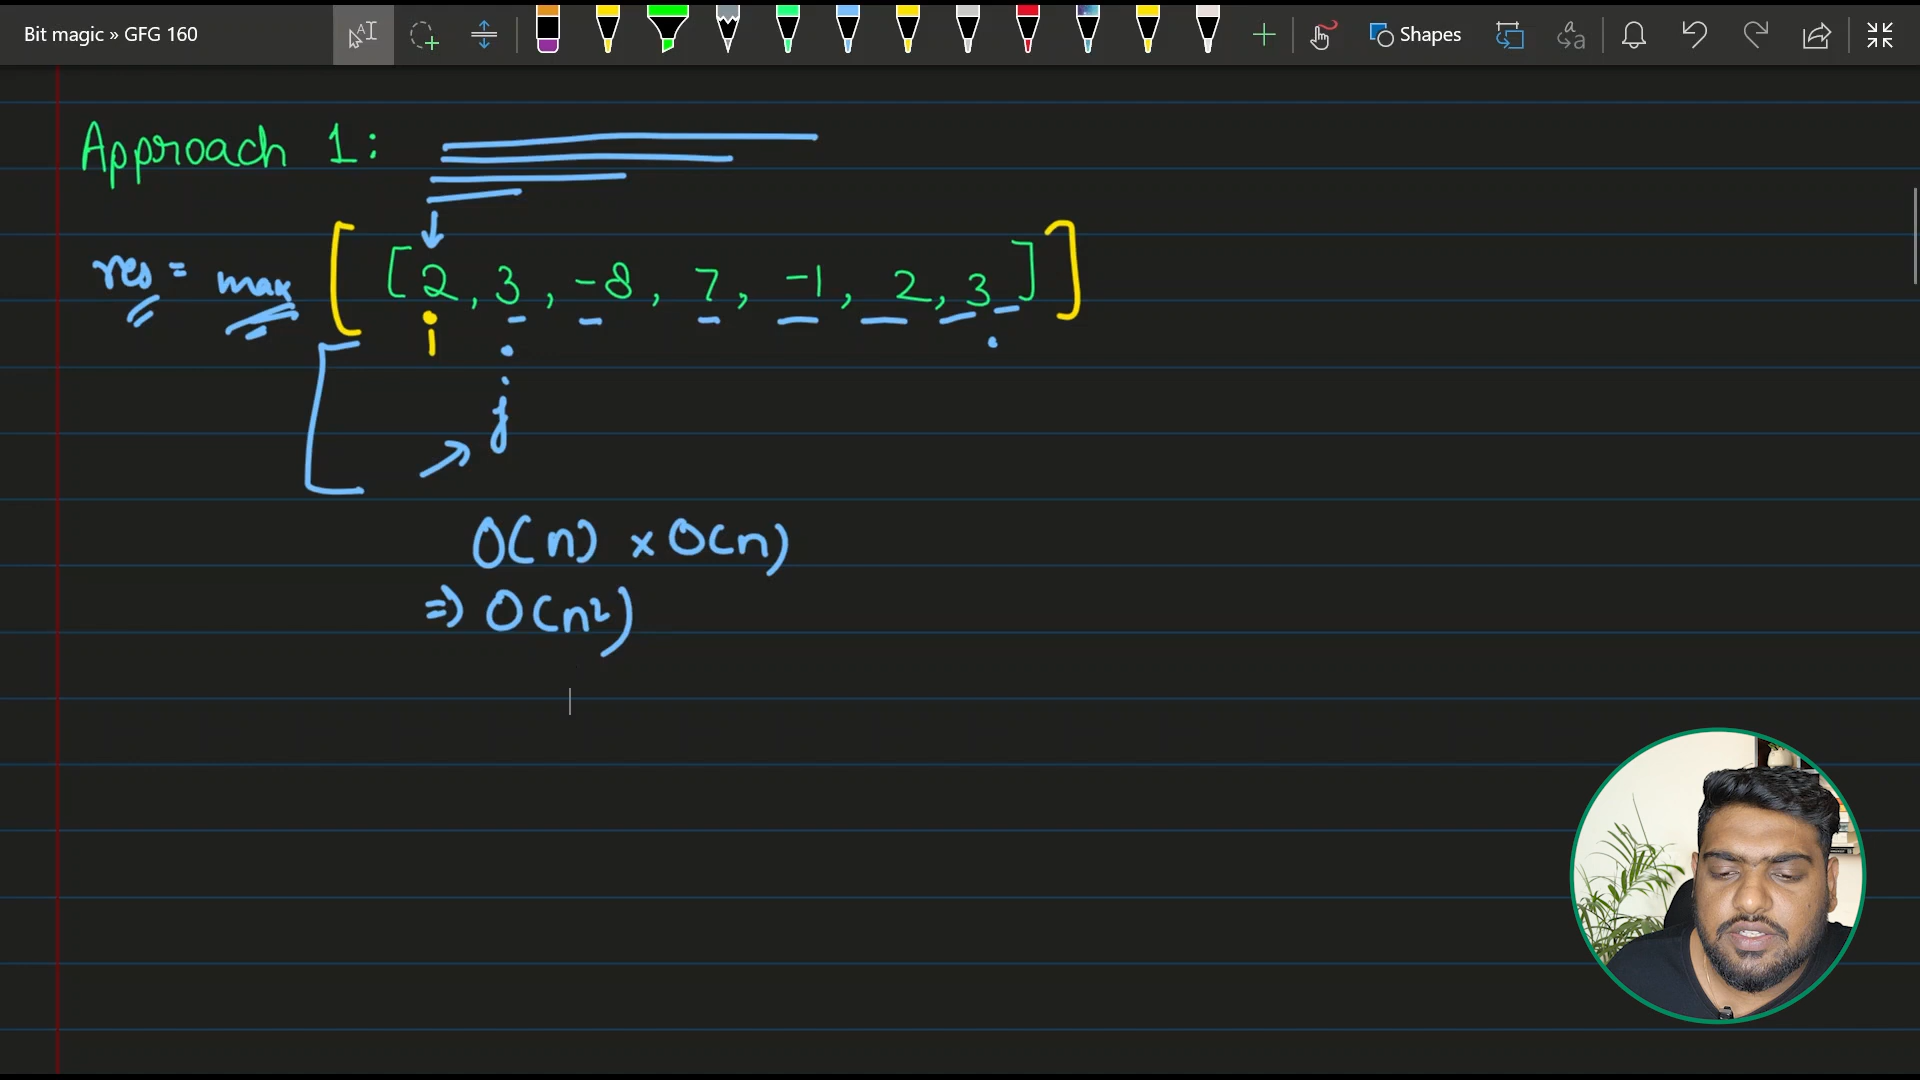 Bit magic » GFG 160
Shapes
Approach 1:
res = max [ [ 2, 3, -8, 7, -1, 2, 3 ] ]
i
j
O(n) x O(n)
=> O(n²)